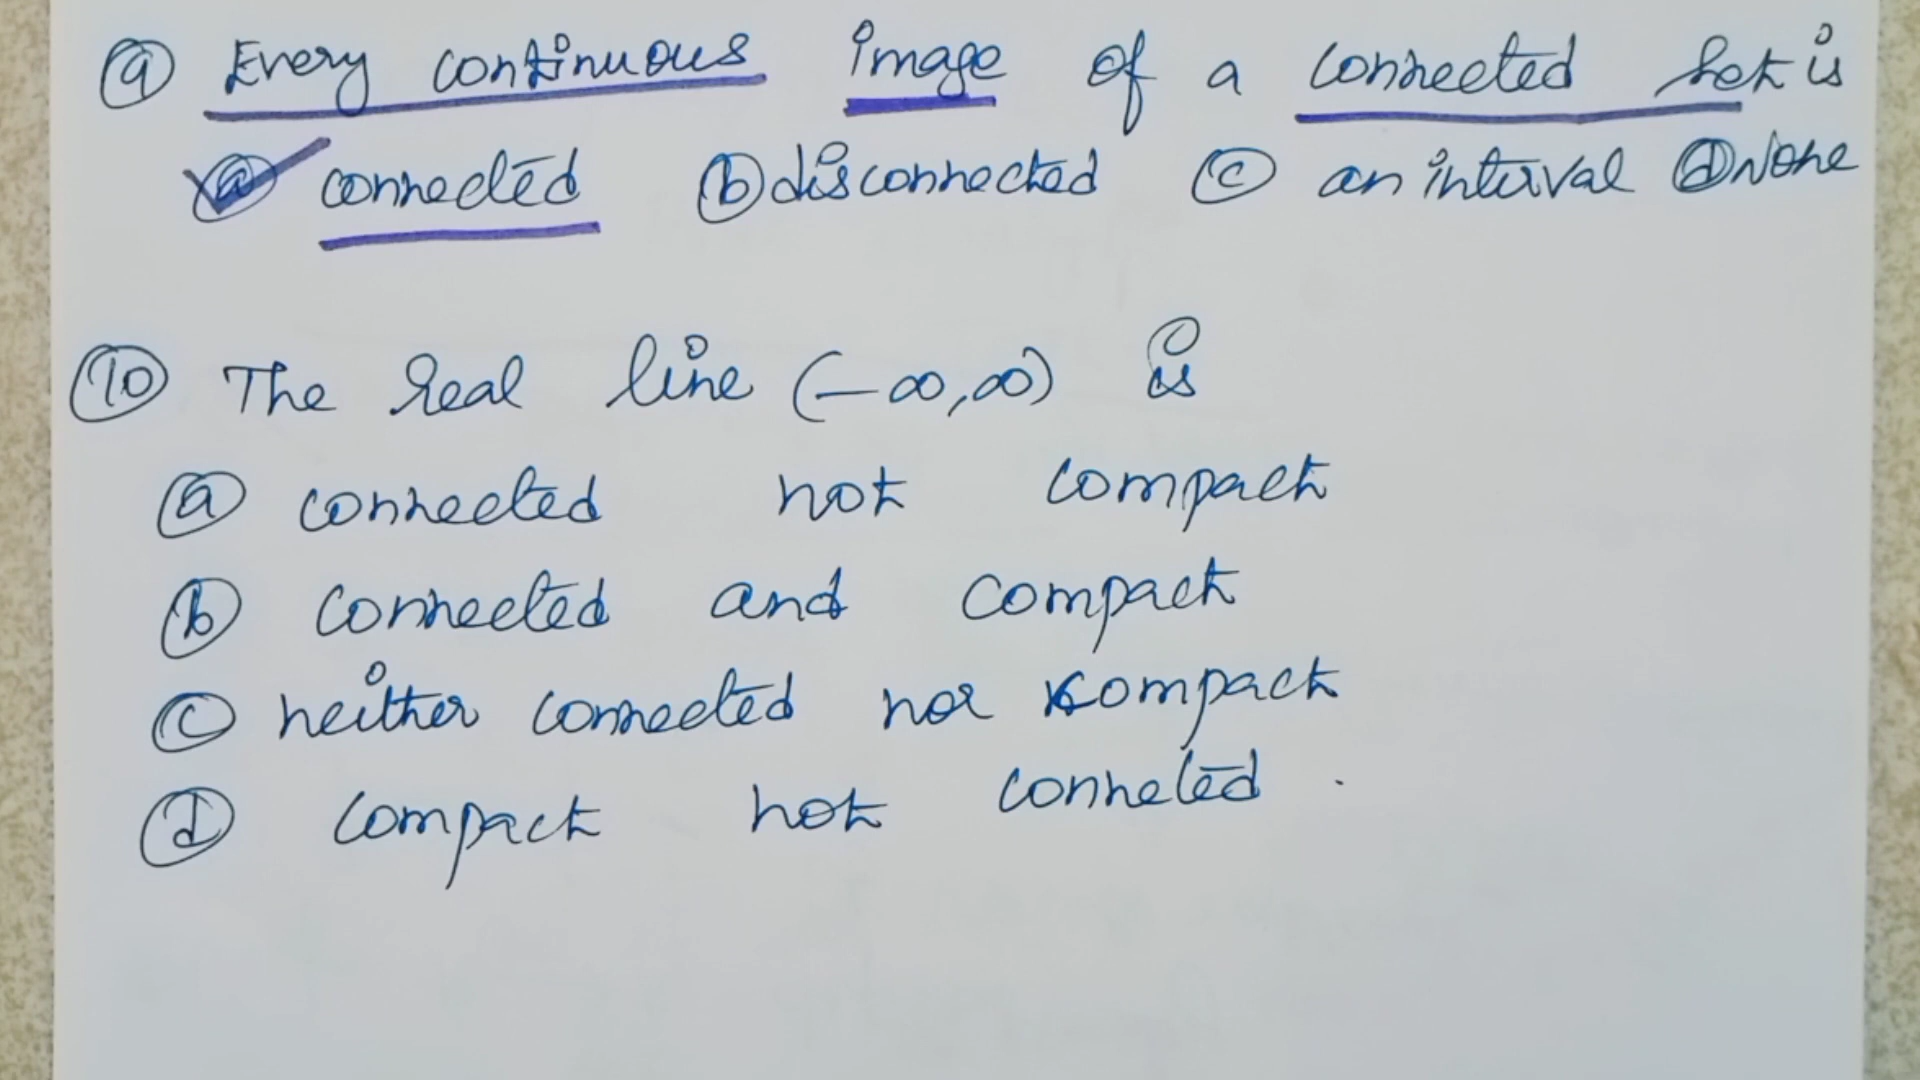 9 Every continuous image of a connected set is
a connected b disconnected c an interval d None
10 The real line (-∞,∞) is
a connected not compact
b connected and compact
c neither connected nor compact
d compact not conneted.